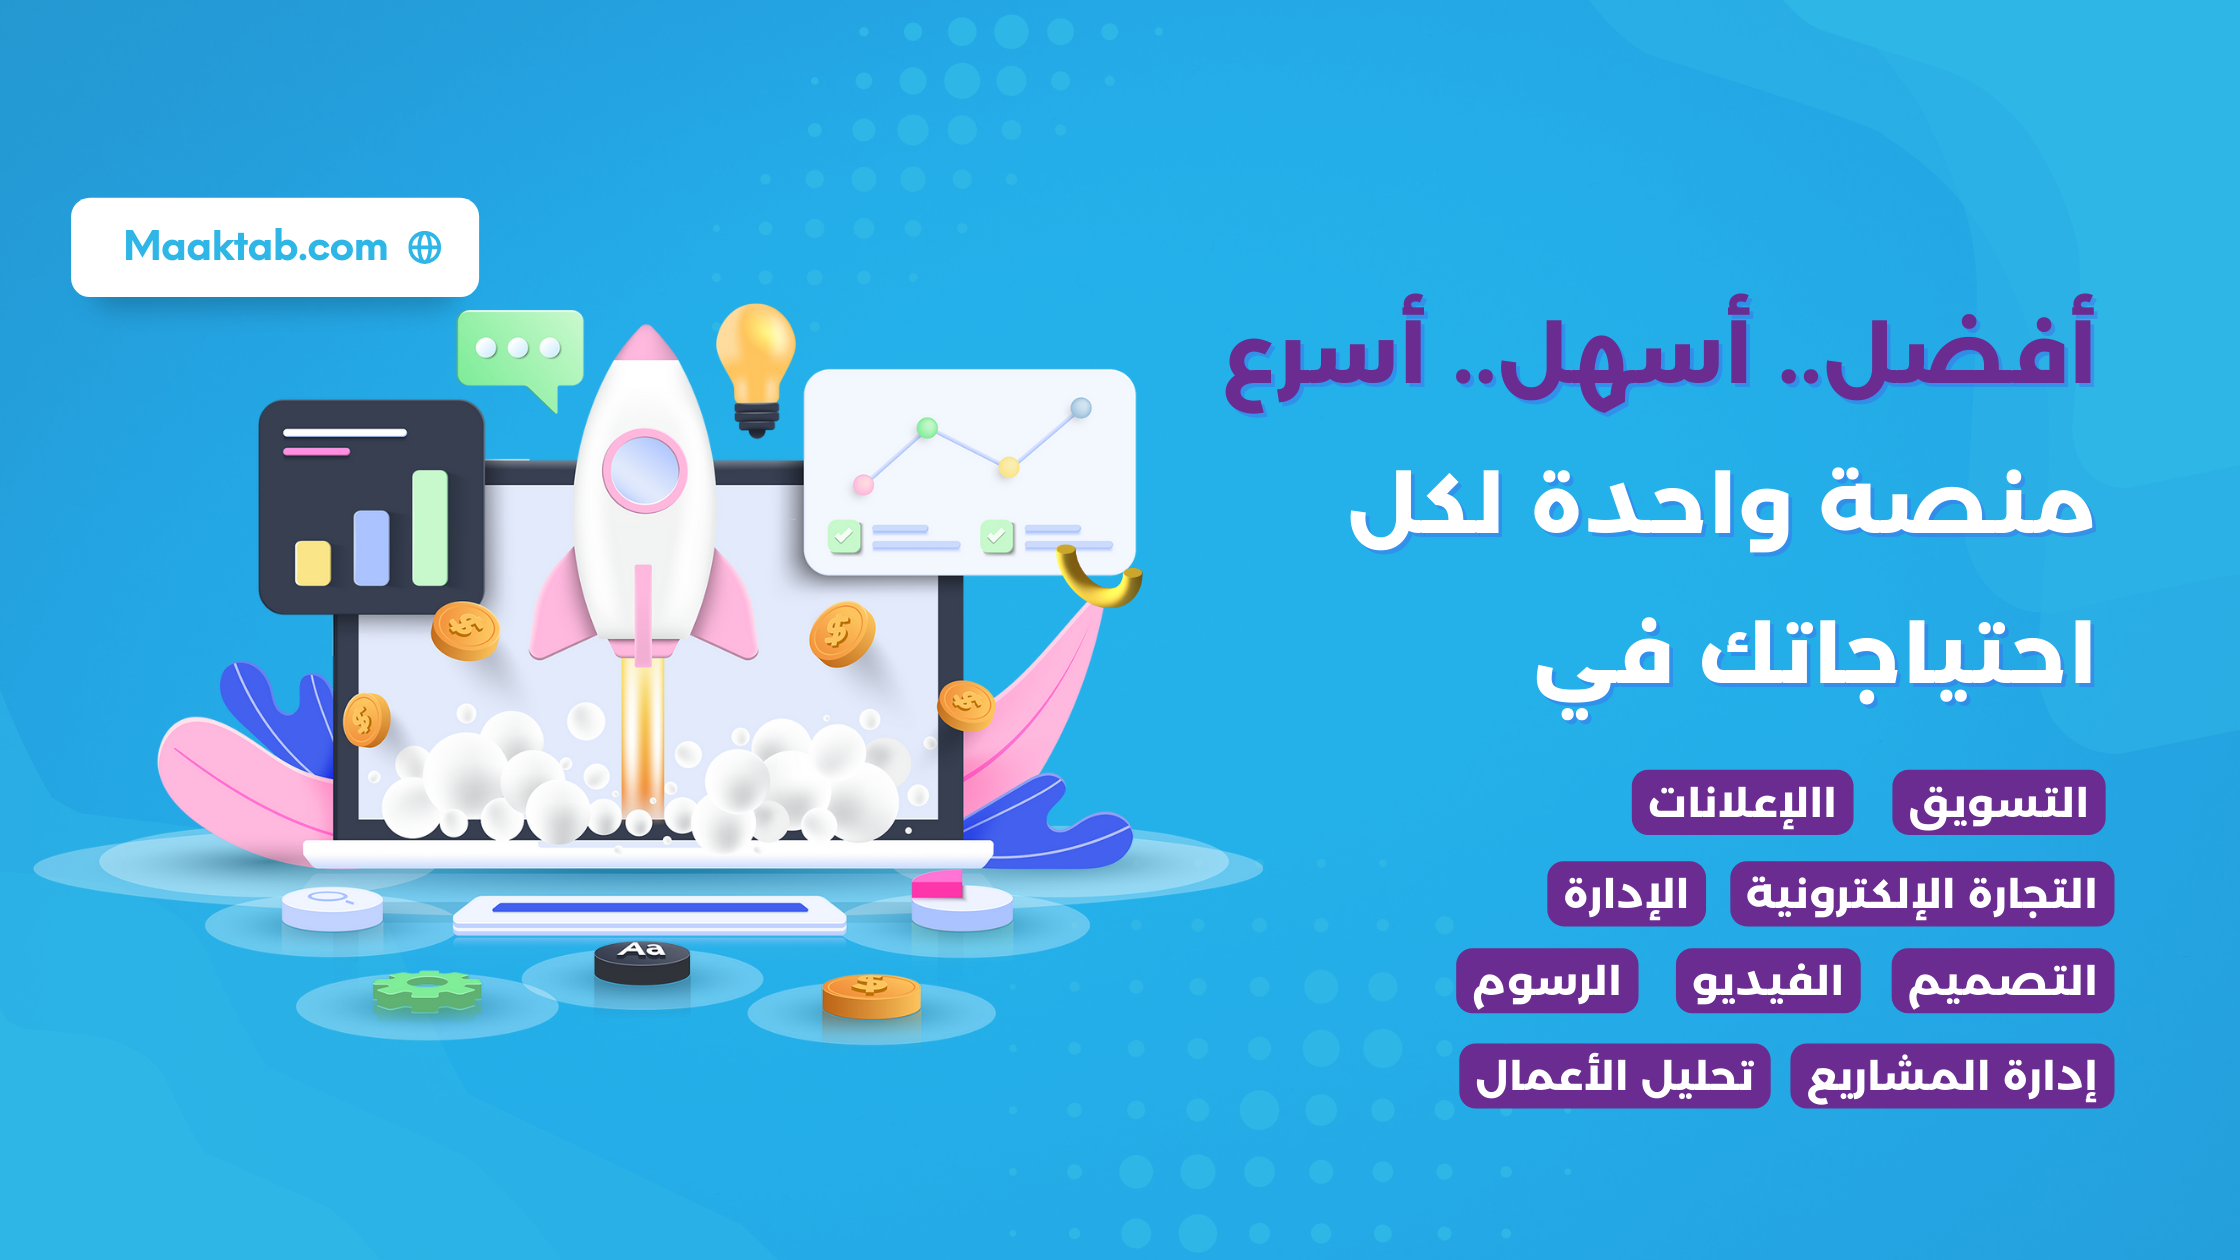 Maaktab.com
أفضل.. أسهل.. أسرع
منصة واحدة لكل
احتياجاتك في
التسويق االإعلانات
التجارة الإلكترونية الإدارة
التصميم الفيديو الرسوم
إدارة المشاريع تحليل الأعمال
$
$
$
$
Aa
$